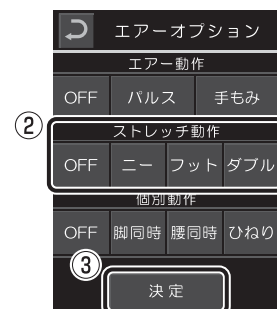 エアーオプション
エアー動作
OFF パルス 手もみ
② ストレッチ動作
OFF ニー フット ダブル
個別動作
OFF 脚同時 腰同時 ひねり
③
決定